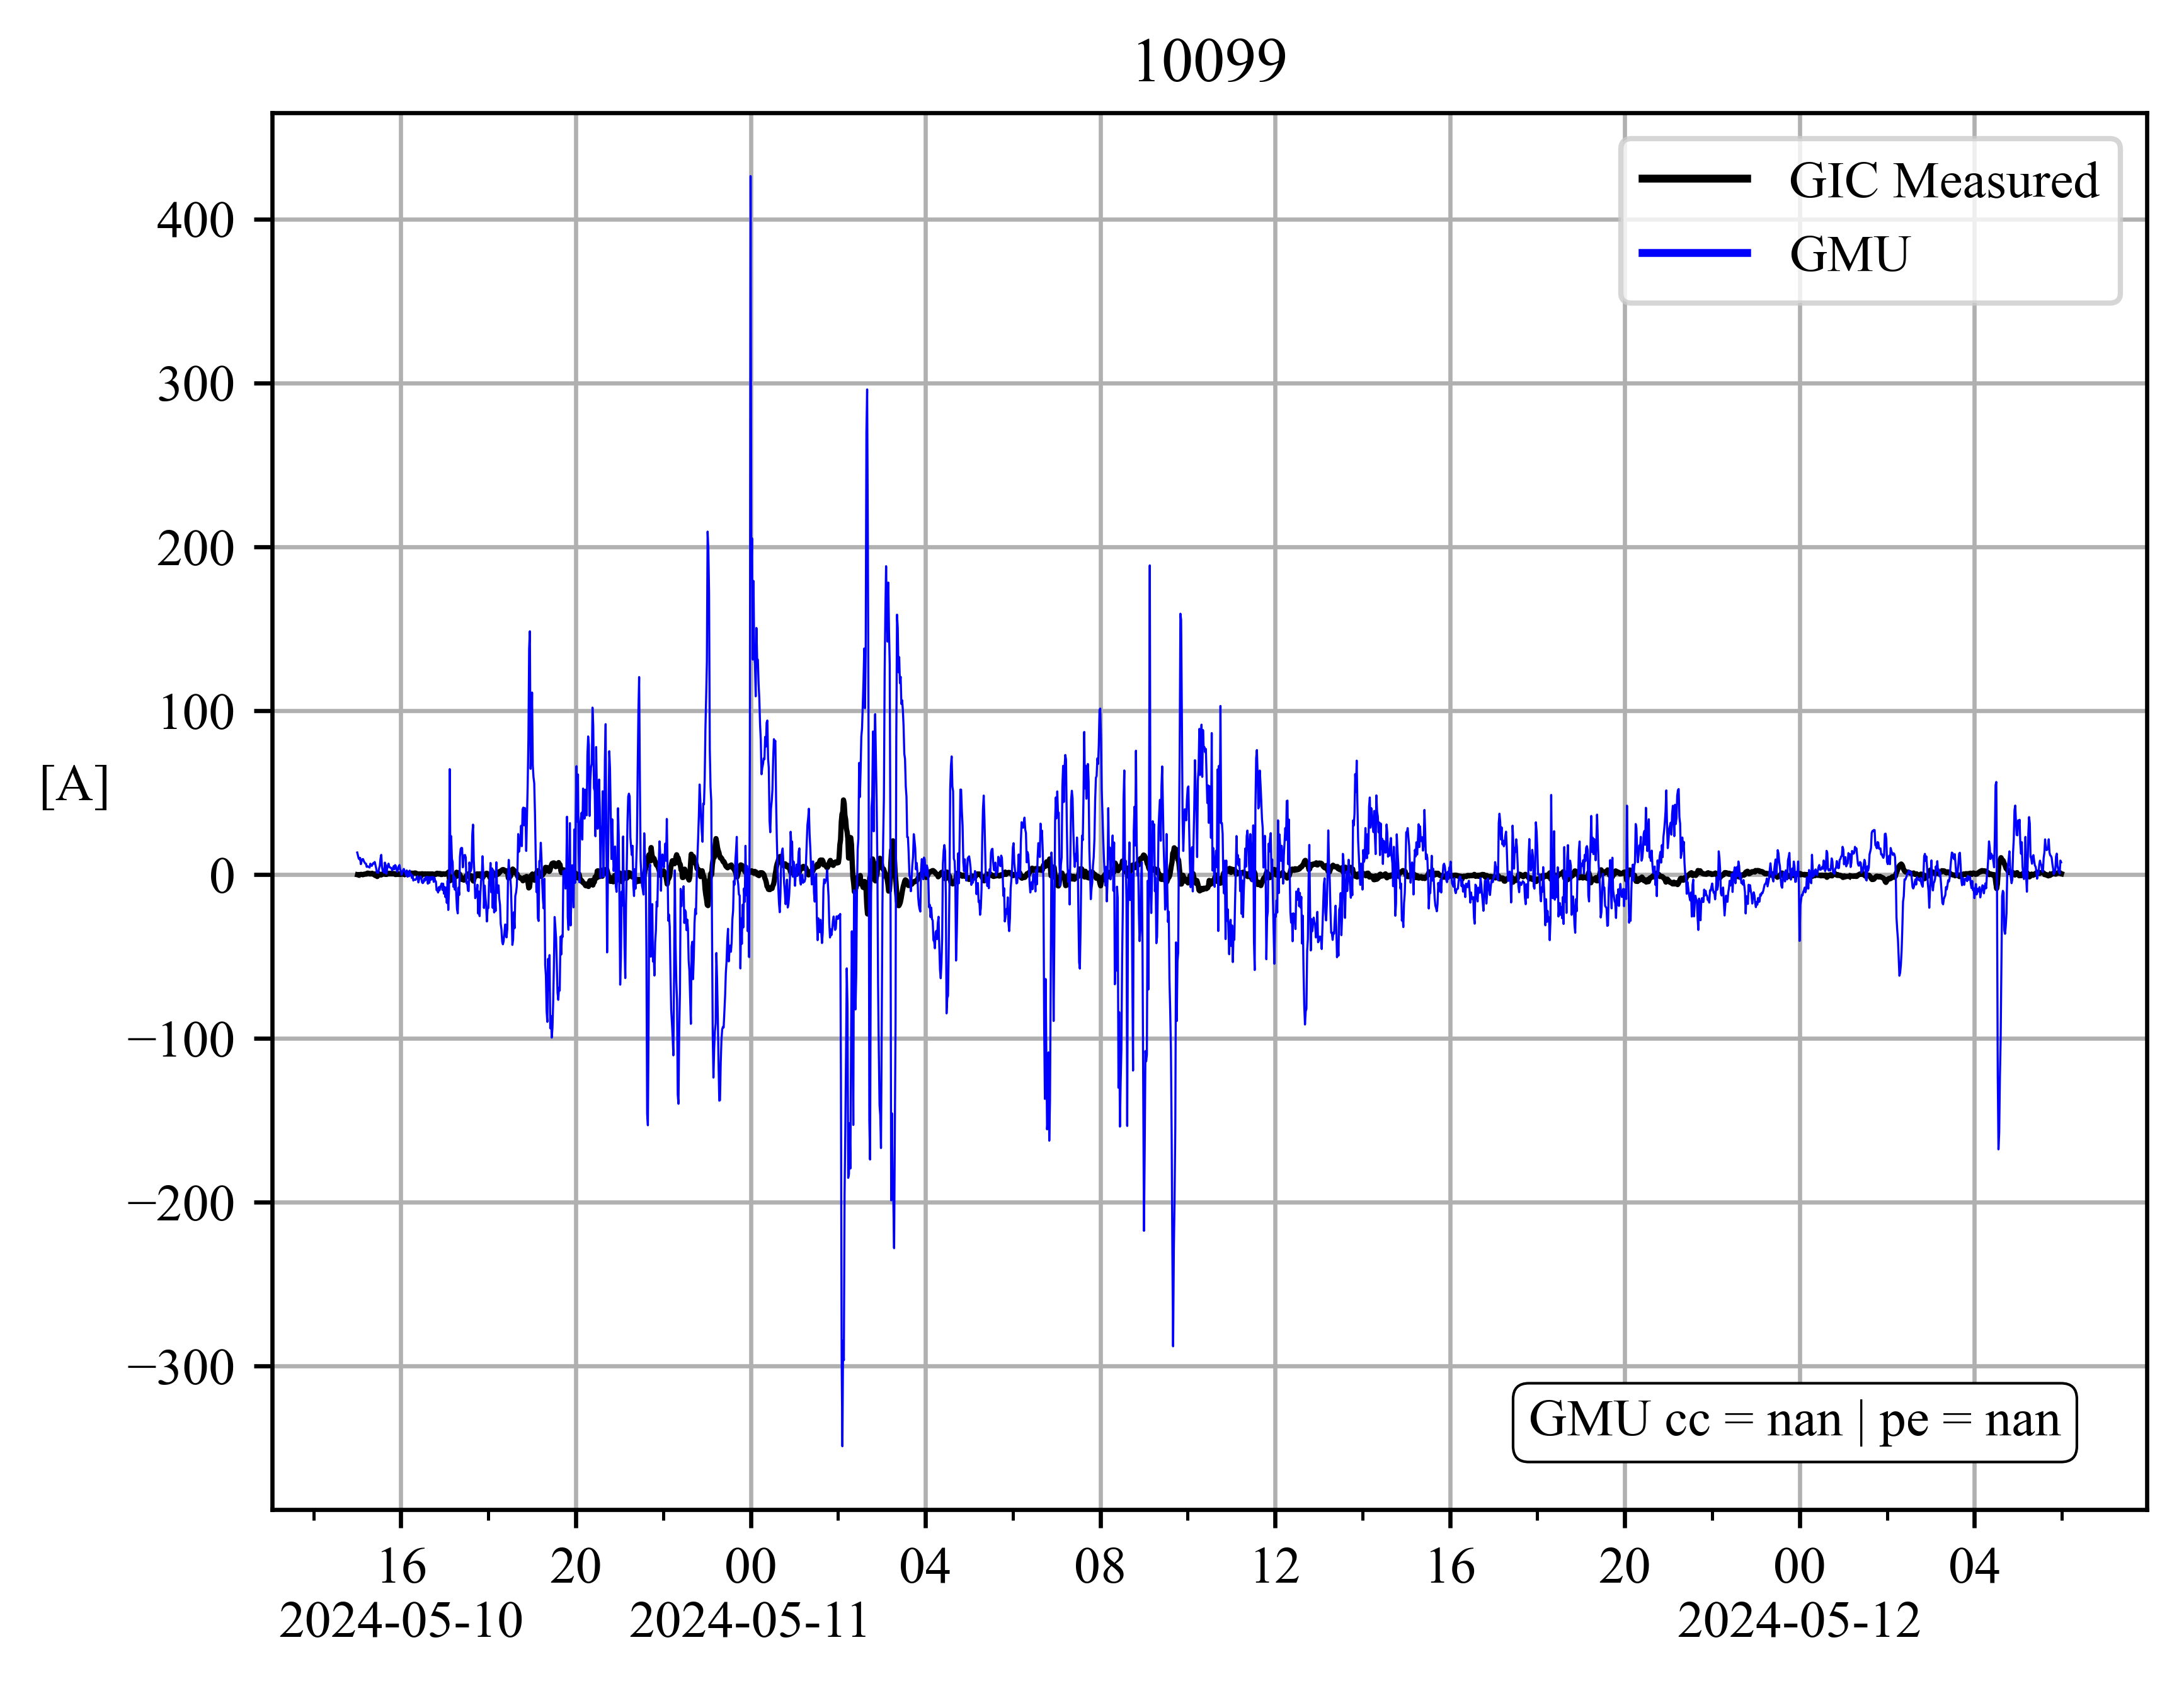 10099
GIC Measured
GMU
400
300
200
100
[A]
0
−100
−200
−300
GMU cc = nan | pe = nan
16 20 00 04 08 12 16 20 00 04
2024-05-10 2024-05-11 2024-05-12